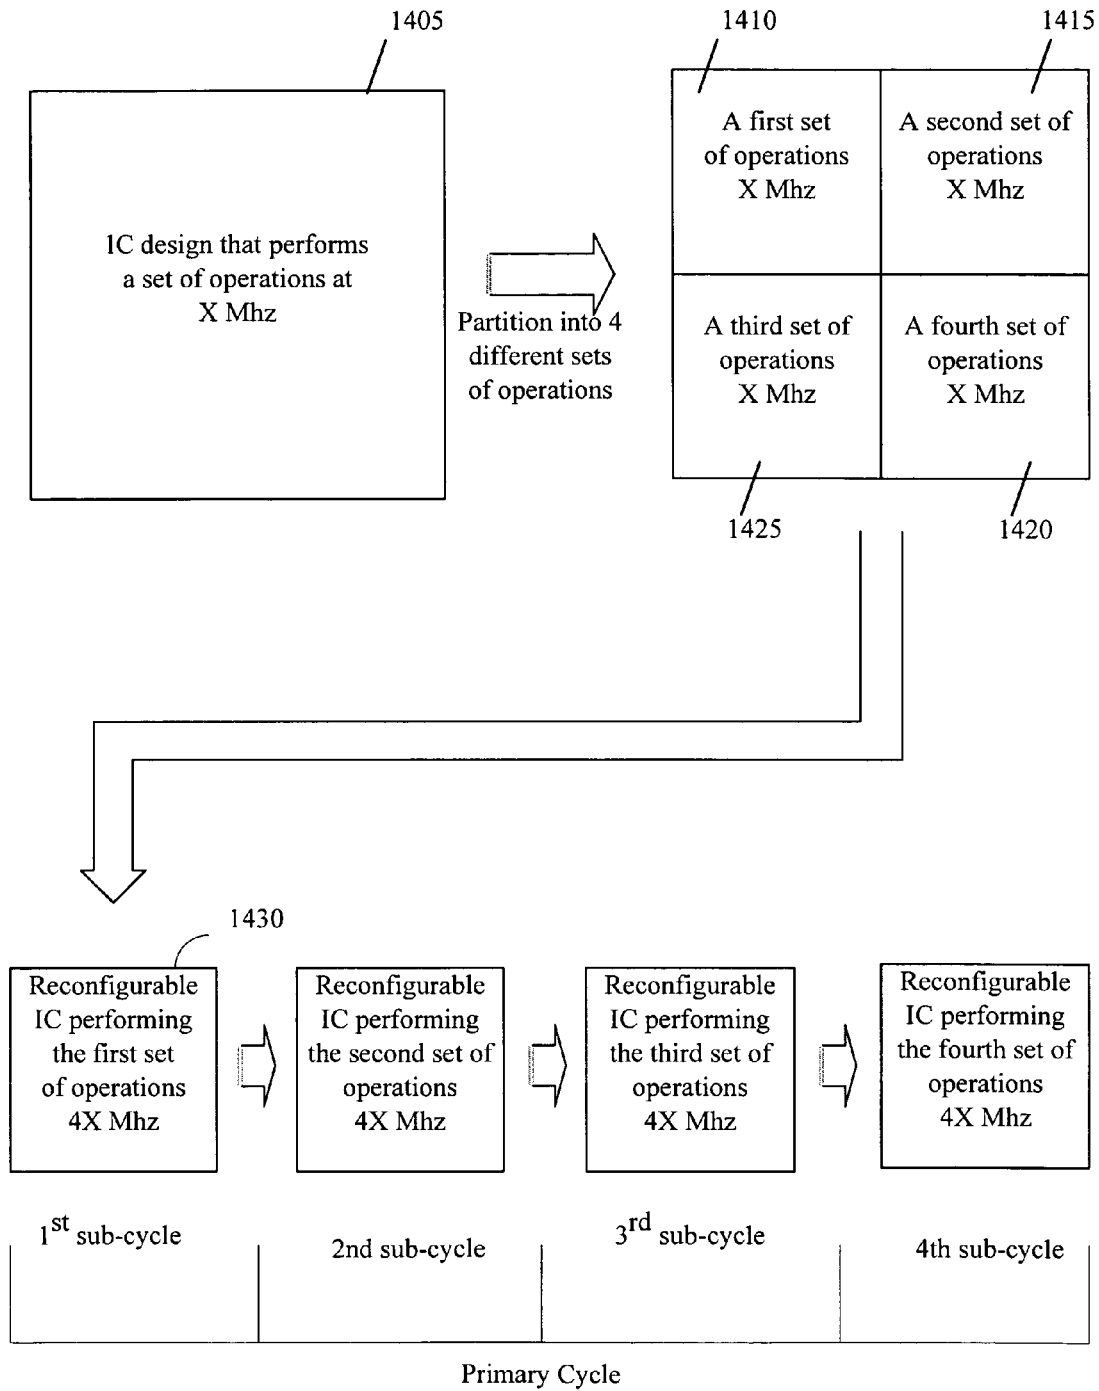 1405
1410
1415
1C design that performs
a set of operations at
X Mhz
Partition into 4
different sets
of operations
A first set
of operations
X Mhz
A second set of
operations
X Mhz
A third set of
operations
X Mhz
A fourth set of
operations
X Mhz
1425
1420
1430
Reconfigurable
IC performing
the first set
of operations
4X Mhz
Reconfigurable
IC performing
the second set of
operations
4X Mhz
Reconfigurable
IC performing
the third set of
operations
4X Mhz
Reconfigurable
IC performing
the fourth set of
operations
4X Mhz
1st sub-cycle
2nd sub-cycle
3rd sub-cycle
4th sub-cycle
Primary Cycle